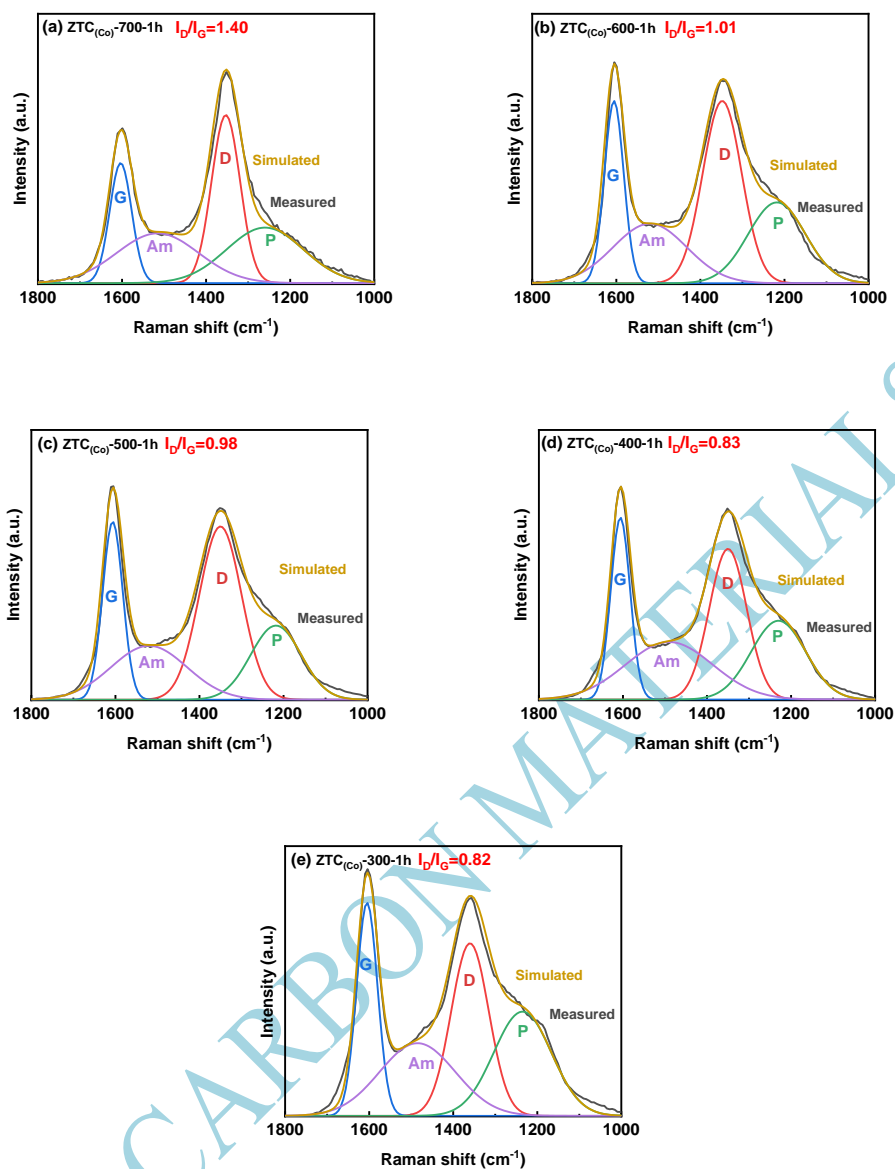 (a) ZTC(Co)-700-1h ID/IG=1.40
Intensity (a.u.)
G
Am
D
P
Simulated
Measured
1800 1600 1400 1200 1000
Raman shift (cm-1)
(b) ZTC(Co)-600-1h ID/IG=1.01
Intensity (a.u.)
G
Am
D
P
Simulated
Measured
1800 1600 1400 1200 1000
Raman shift (cm-1)
(c) ZTC(Co)-500-1h ID/IG=0.98
Intensity (a.u.)
G
Am
D
P
Simulated
Measured
1800 1600 1400 1200 1000
Raman shift (cm-1)
(d) ZTC(Co)-400-1h ID/IG=0.83
Intensity (a.u.)
G
Am
D
P
Simulated
Measured
1800 1600 1400 1200 1000
Raman shift (cm-1)
(e) ZTC(Co)-300-1h ID/IG=0.82
Intensity (a.u.)
G
Am
D
P
Simulated
Measured
1800 1600 1400 1200 1000
Raman shift (cm-1)
CARBON MATERIALS